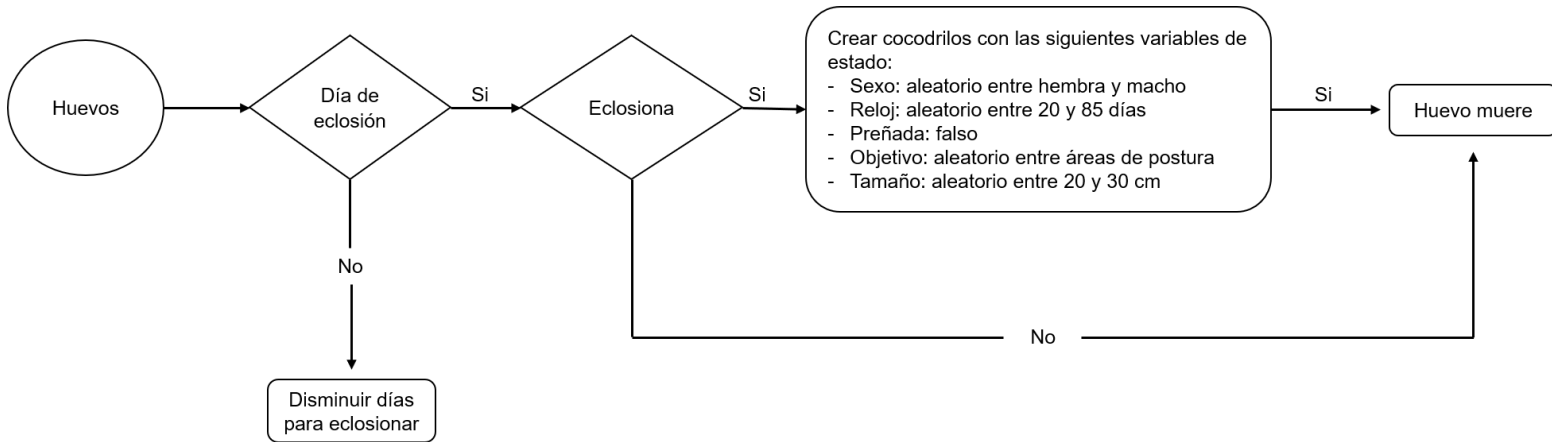 Huevos
Día de
eclosión
Si
Eclosiona
Si
Crear cocodrilos con las siguientes variables de
estado:
- Sexo: aleatorio entre hembra y macho
- Reloj: aleatorio entre 20 y 85 días
- Preñada: falso
- Objetivo: aleatorio entre áreas de postura
- Tamaño: aleatorio entre 20 y 30 cm
Si
Huevo muere
No
No
Disminuir días
para eclosionar